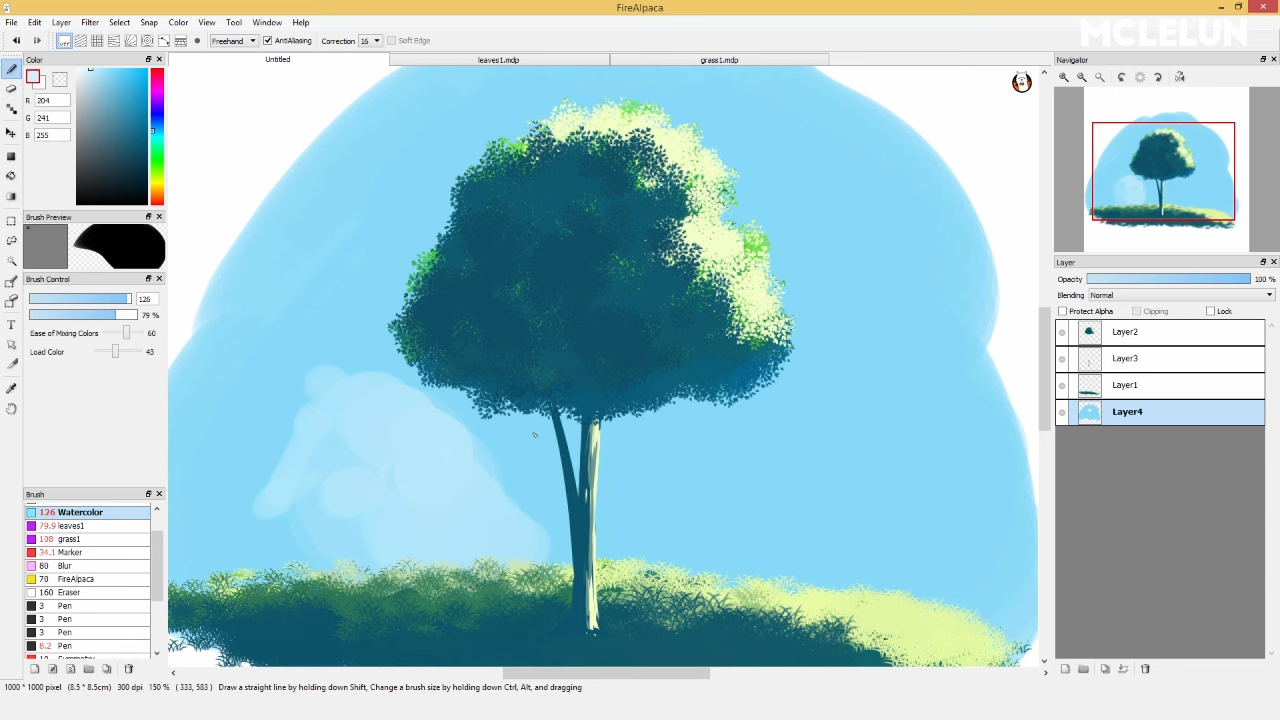 FireAlpaca
File Edit Layer Filter Select Snap Color View Tool Window Help
MCLELUN
OFF Freehand AntiAliasing Correction 16 Soft Edge
Color Untitled leaves1.mdp grass1.mdp Navigator
R 204
G 241
B 255
Brush Preview
Brush Control
126
79 %
Ease of Mixing Colors 60
Load Color 43
Layer
Opacity 100 %
Blending Normal
Protect Alpha Clipping Lock
Layer2
Layer3
Layer1
Layer4
Brush
126 Watercolor
79.9 leaves1
108 grass1
34.1 Marker
80 Blur
70 FireAlpaca
160 Eraser
3 Pen
3 Pen
3 Pen
8.2 Pen
1000 * 1000 pixel (8.5 * 8.5cm) 300 dpi 150 % ( 333, 583 ) Draw a straight line by holding down Shift, Change a brush size by holding down Ctrl, Alt, and dragging